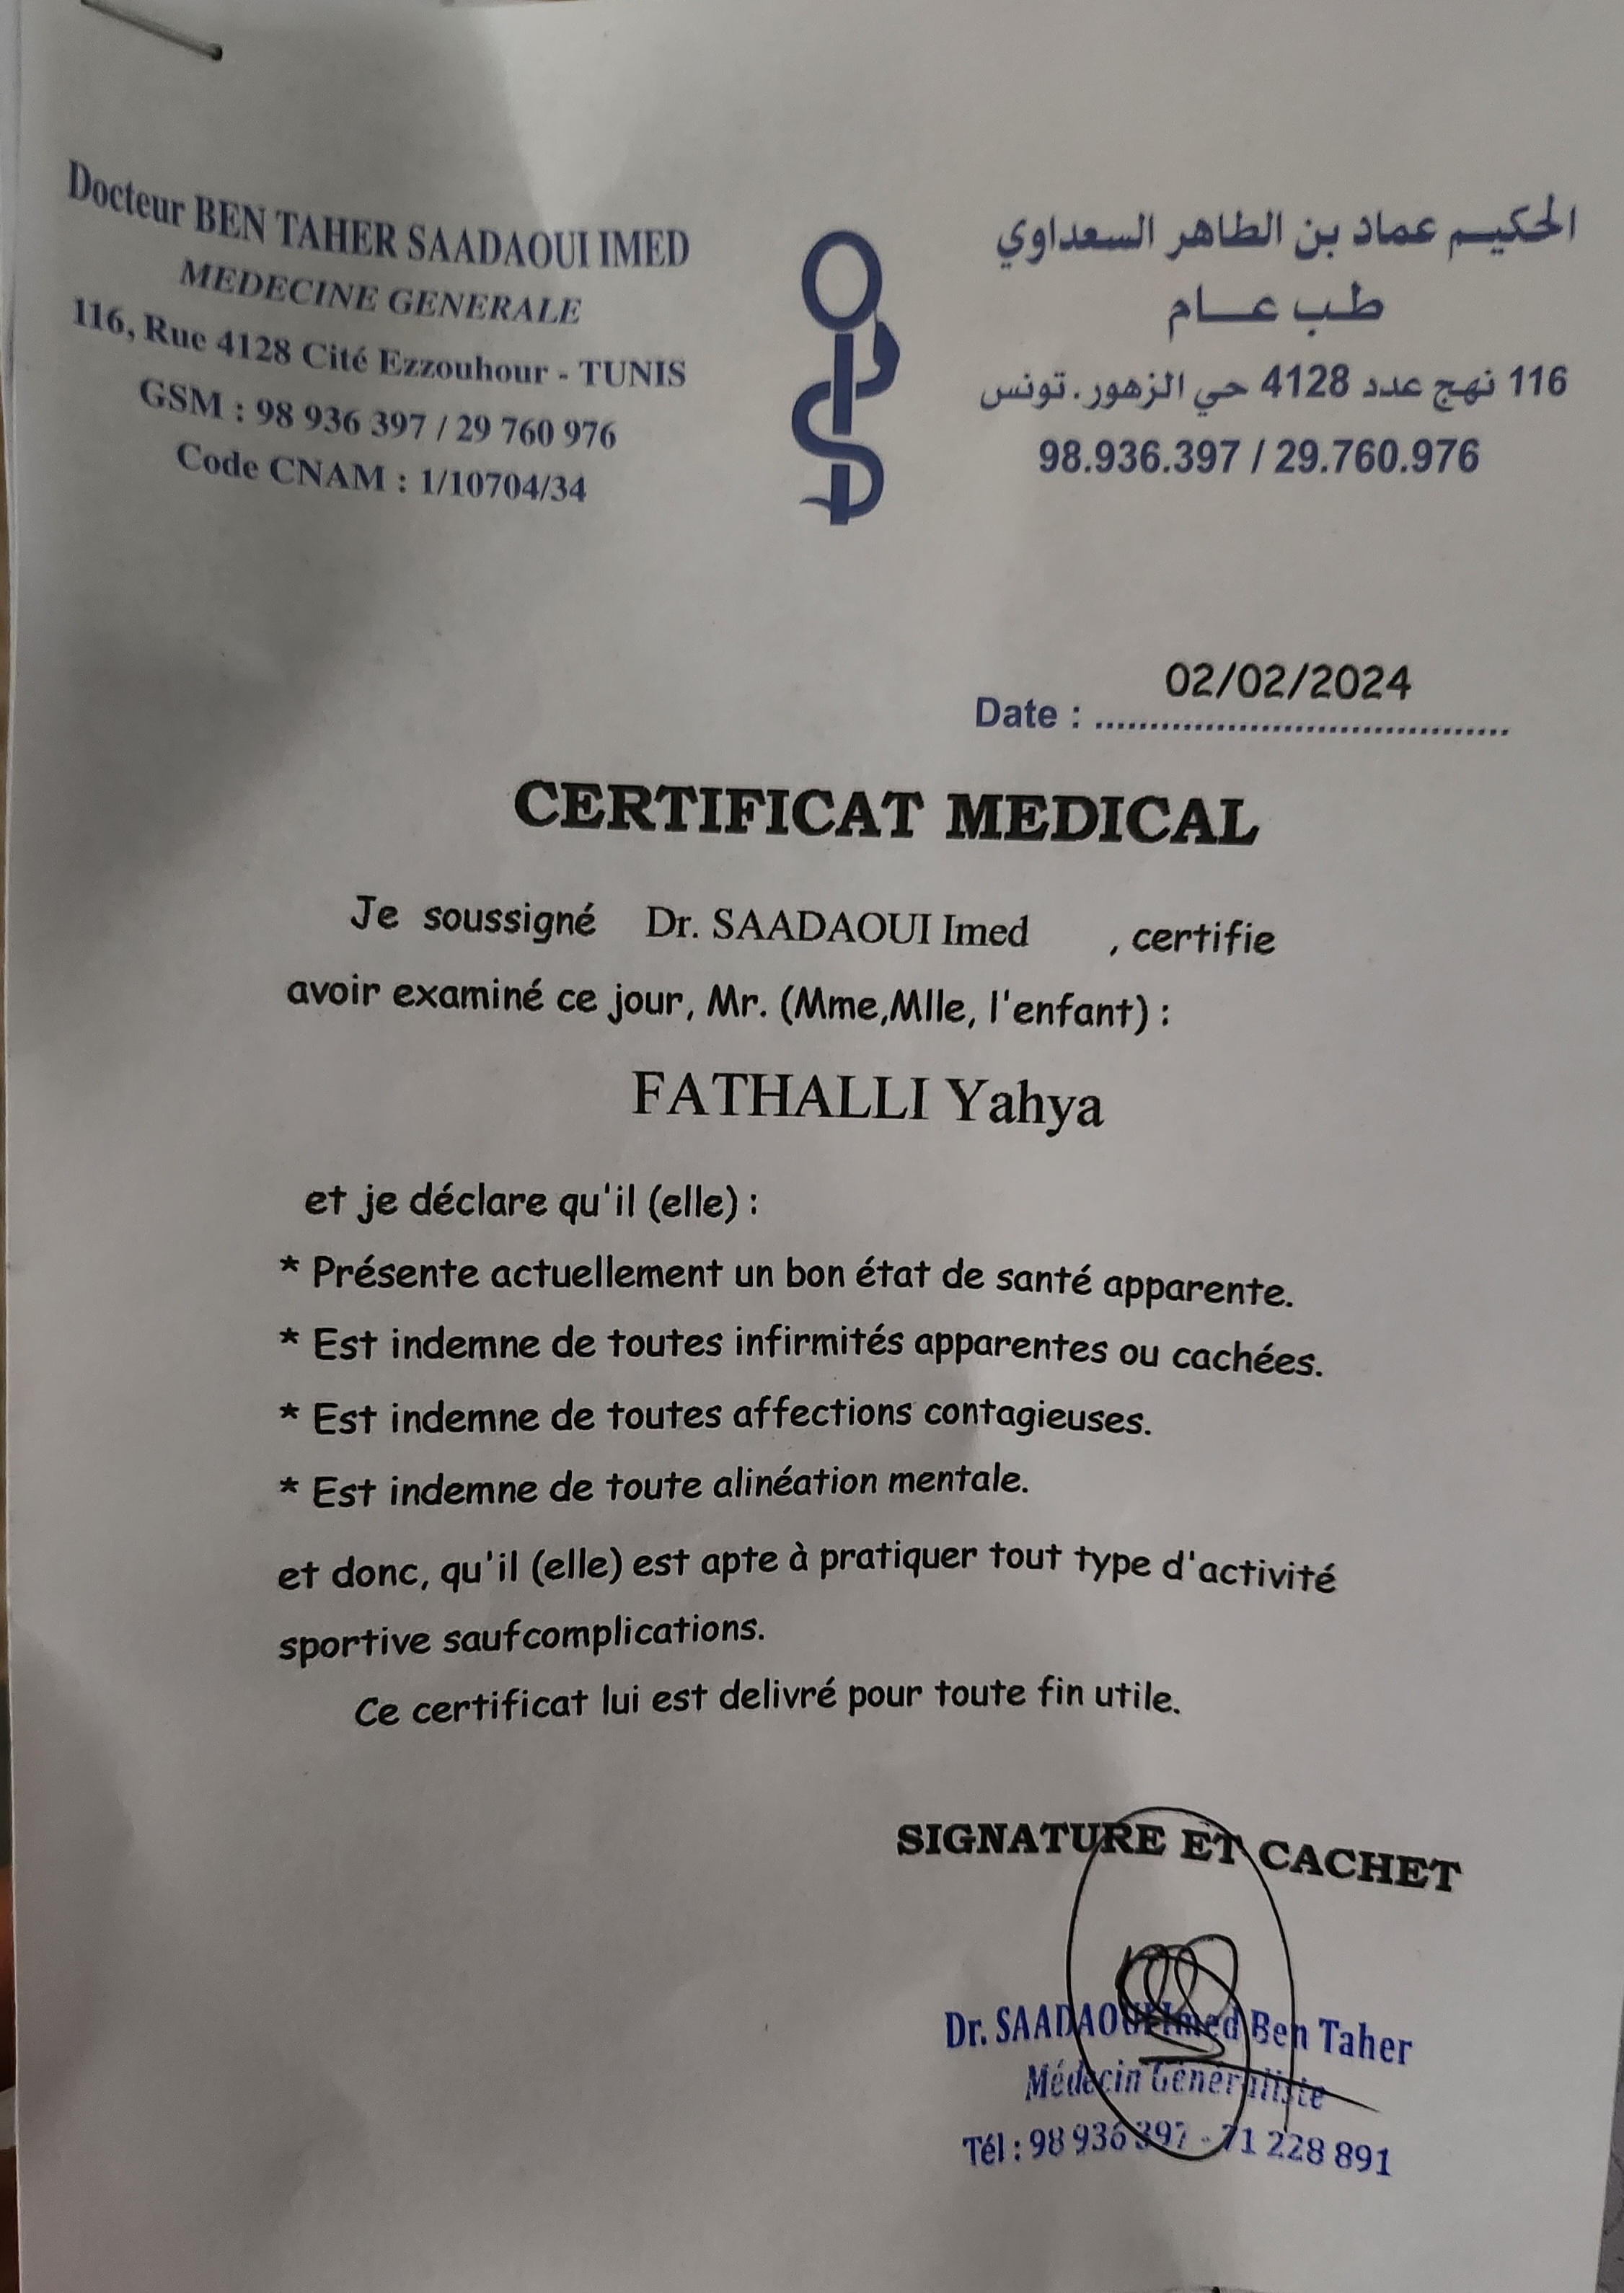 Docteur BEN TAHER SAADAOUI IMED
MEDECINE GENERALE
116, Rue 4128 Cité Ezzouhour - TUNIS
GSM : 98 936 397 / 29 760 976
Code CNAM : 1/10704/34
الحكيم عماد بن الطاهر السعداوي
طب عام
116 نهج عدد 4128 حي الزهور . تونس
98.936.397 / 29.760.976
02/02/2024
Date : ......................................
CERTIFICAT MEDICAL
Je soussigné Dr. SAADAOUI Imed , certifie
avoir examiné ce jour, Mr. (Mme,Mlle, l'enfant) :
FATHALLI Yahya
et je déclare qu'il (elle) :
* Présente actuellement un bon état de santé apparente.
* Est indemne de toutes infirmités apparentes ou cachées.
* Est indemne de toutes affections contagieuses.
* Est indemne de toute alinéation mentale.
et donc, qu'il (elle) est apte à pratiquer tout type d'activité
sportive saufcomplications.
Ce certificat lui est delivré pour toute fin utile.
SIGNATURE ET CACHET
Dr. SAADAOUI Imed Ben Taher
Médecin Généraliste
Tél : 98 936 397 - 71 228 891